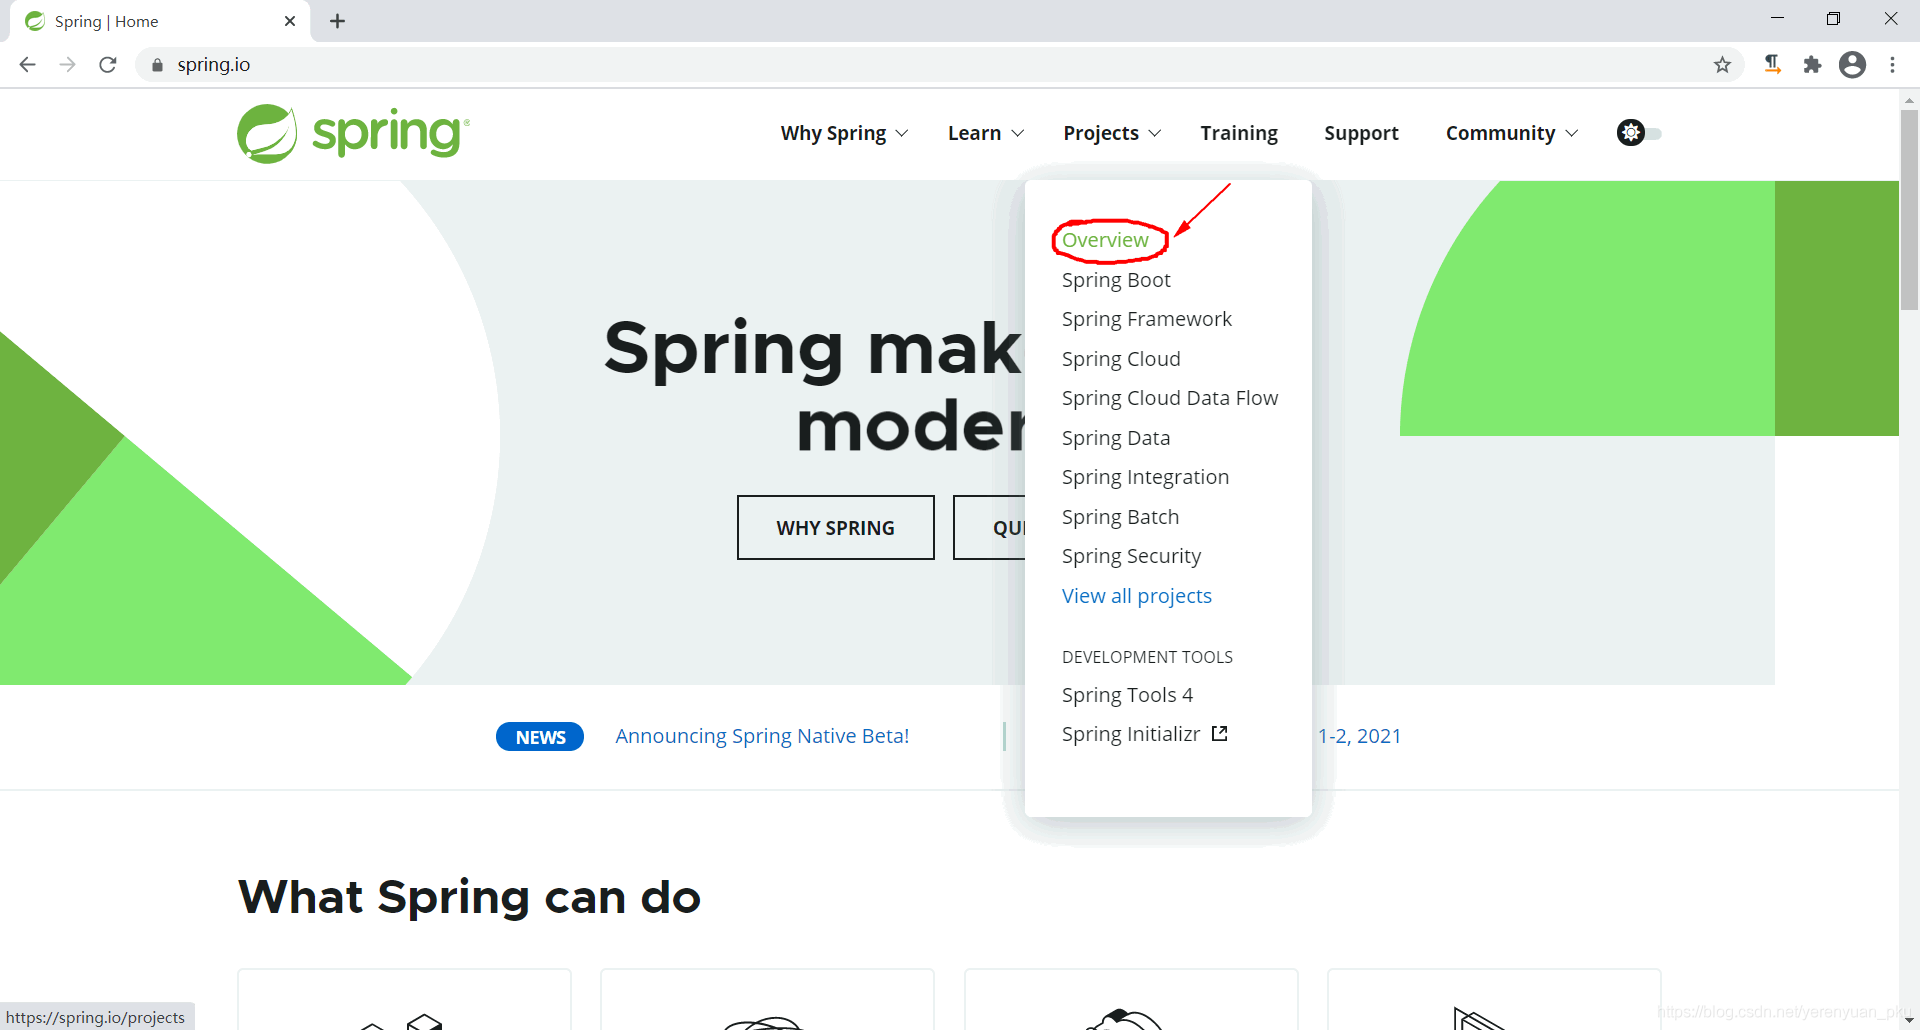 Spring | Home
spring.io
spring
Why Spring
Learn
Projects
Training
Support
Community
Overview
Spring Boot
Spring Framework
Spring Cloud
Spring Cloud Data Flow
Spring Data
Spring Integration
Spring Batch
Spring Security
View all projects
DEVELOPMENT TOOLS
Spring Tools 4
Spring Initializr
Spring mak
moder
WHY SPRING
QUI
NEWS
Announcing Spring Native Beta!
1-2, 2021
What Spring can do
https://spring.io/projects
https://blog.csdn.net/yerenyuan_pku